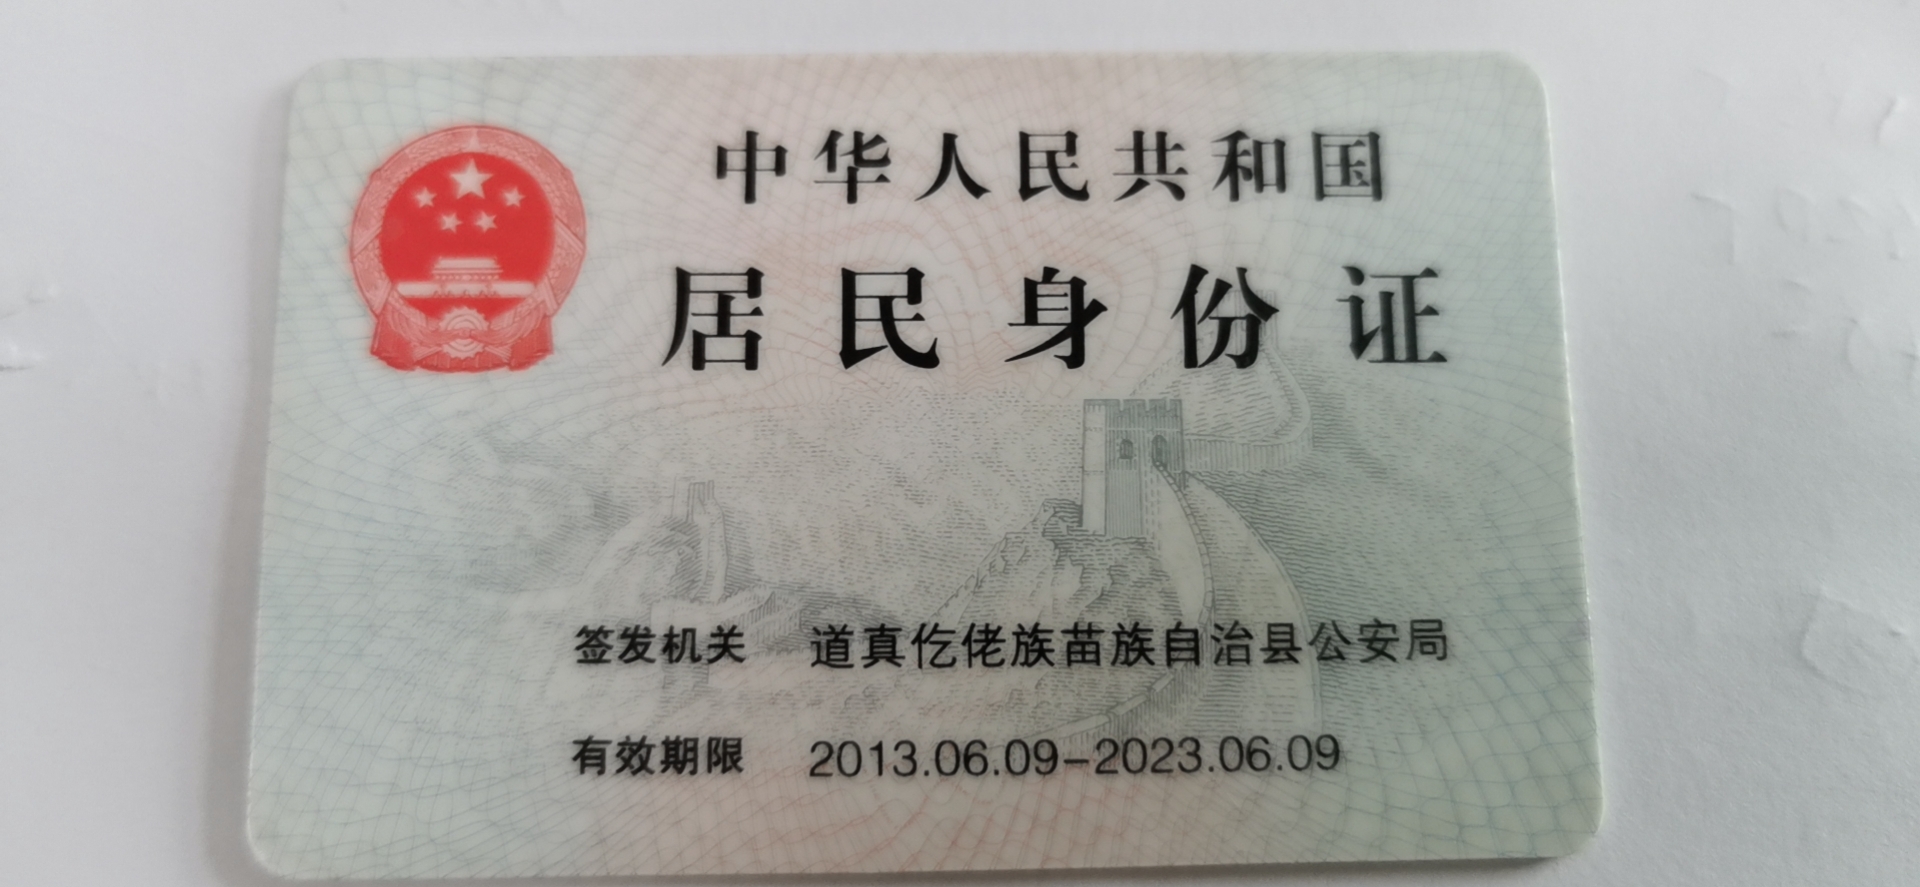 中华人民共和国
居民身份证
签发机关 道真仡佬族苗族自治县公安局
有效期限 2013.06.09-2023.06.09